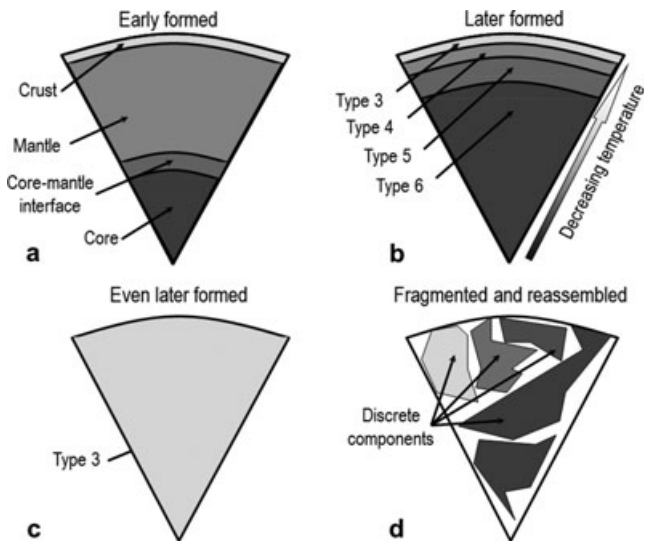 Early formed
Crust
Mantle
Core-mantle
interface
Core
a
Later formed
Type 3
Type 4
Type 5
Type 6
Decreasing temperature
b
Even later formed
Type 3
c
Fragmented and reassembled
Discrete
components
d